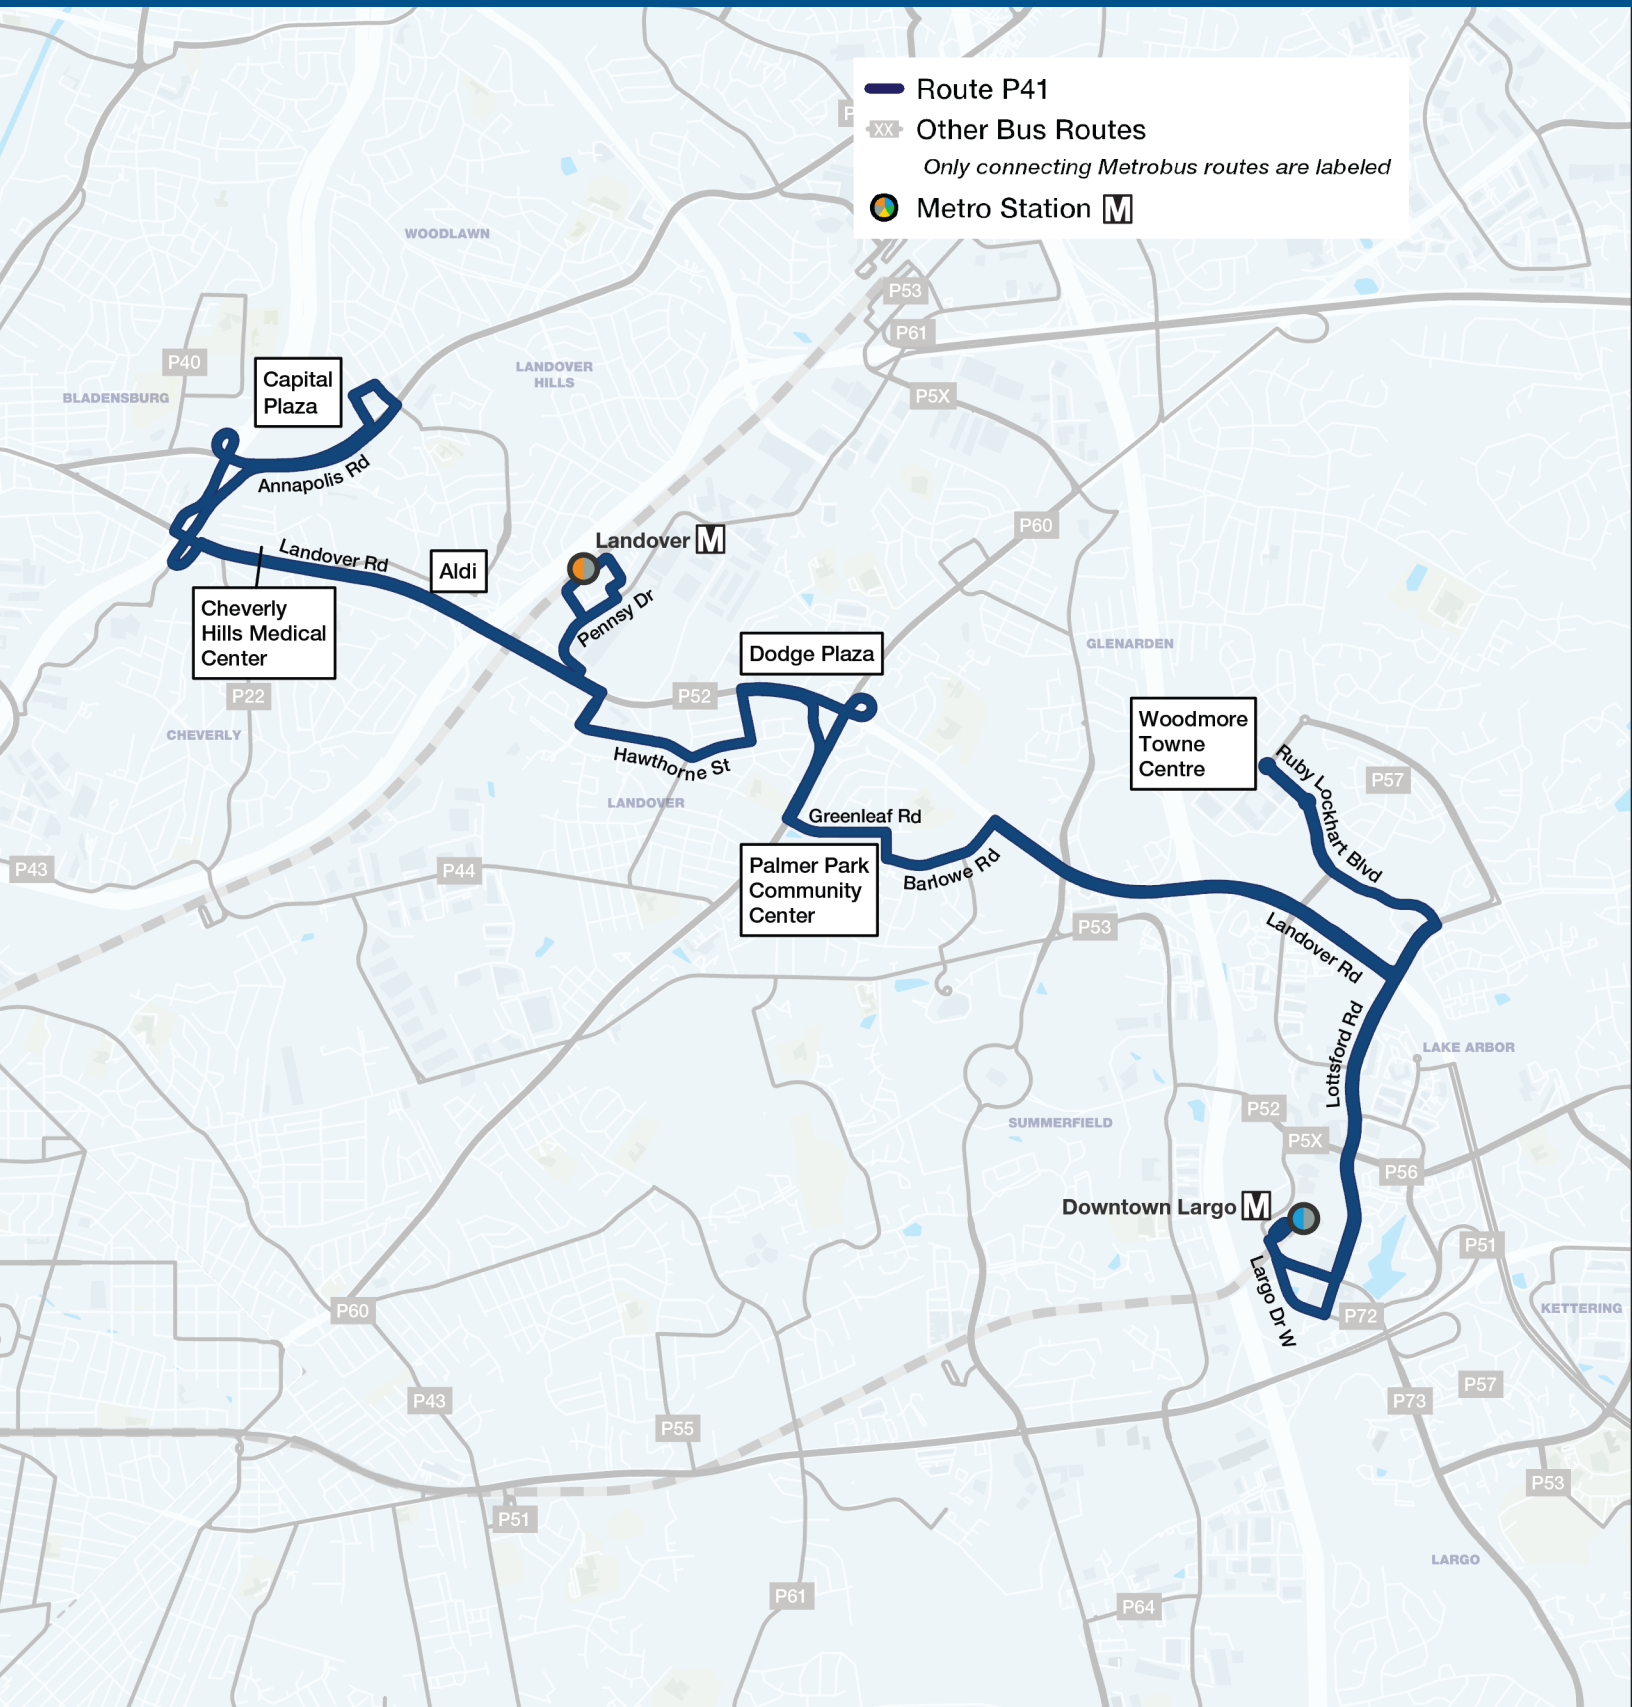 Route P41
XX
Other Bus Routes
Only connecting Metrobus routes are labeled
Metro Station M
P
WOODLAWN
P53
P61
P40
LANDOVER
HILLS
Capital
Plaza
BLADENSBURG
P5X
Annapolis Rd
P60
Landover M
Landover Rd
Aldi
Cheverly
Hills Medical
Center
Pennsy Dr
GLENARDEN
Dodge Plaza
P22
P52
CHEVERLY
Woodmore
Towne
Centre
Hawthorne St
Ruby Lockhart Blvd
P57
LANDOVER
Greenleaf Rd
P43
P44
Palmer Park
Community
Center
Barlowe Rd
P53
Landover Rd
Lottsford Rd
LAKE ARBOR
P52
SUMMERFIELD
P5X
P56
Downtown Largo M
P51
Largo Dr W
P60
P72
KETTERING
P57
P43
P73
P55
P53
P51
LARGO
P61
P64